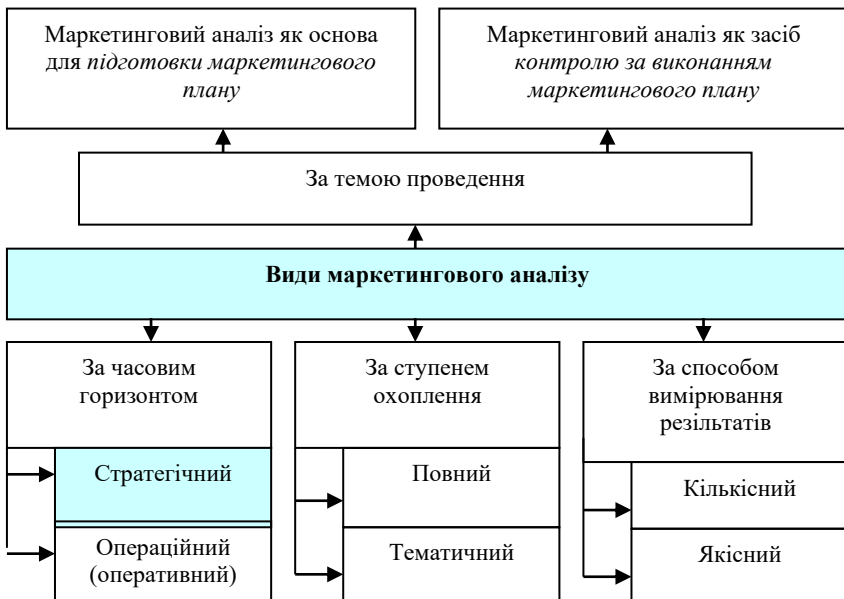 Маркетинговий аналіз як основа
для підготовки маркетингового
плану
Маркетинговий аналіз як засіб
контролю за виконанням
маркетингового плану
За темою проведення
Види маркетингового аналізу
За часовим
горизонтом
Стратегічний
Операційний
(оперативний)
За ступенем
охоплення
Повний
Тематичний
За способом
вимірювання
резільтатів
Кількісний
Якісний